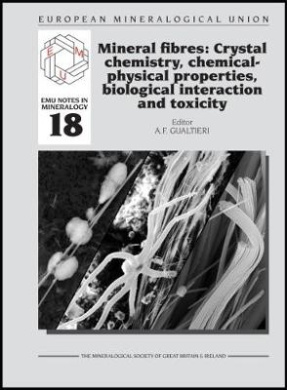 EUROPEAN MINERALOGICAL UNION
E
M
U
EMU NOTES IN
MINERALOGY
18
Mineral fibres: Crystal
chemistry, chemical-
physical properties,
biological interaction
and toxicity
Editor
A.F. GUALTIERI
THE MINERALOGICAL SOCIETY OF GREAT BRITAIN & IRELAND